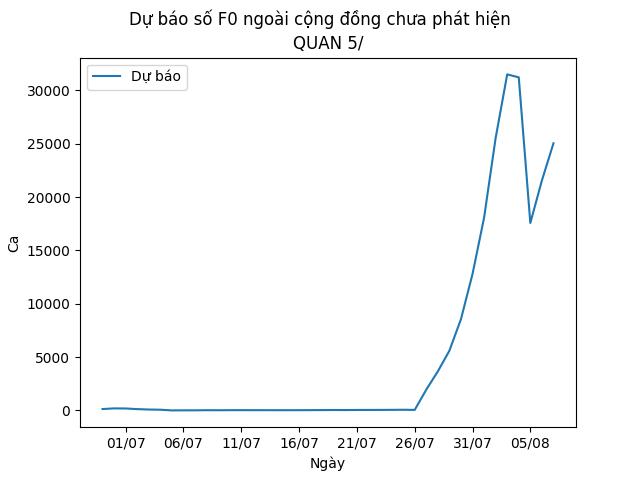 Dự báo số F0 ngoài cộng đồng chưa phát hiện
QUAN 5/
Dự báo
30000
25000
20000
15000
10000
5000
0
Ca
01/07 06/07 11/07 16/07 21/07 26/07 31/07 05/08
Ngày